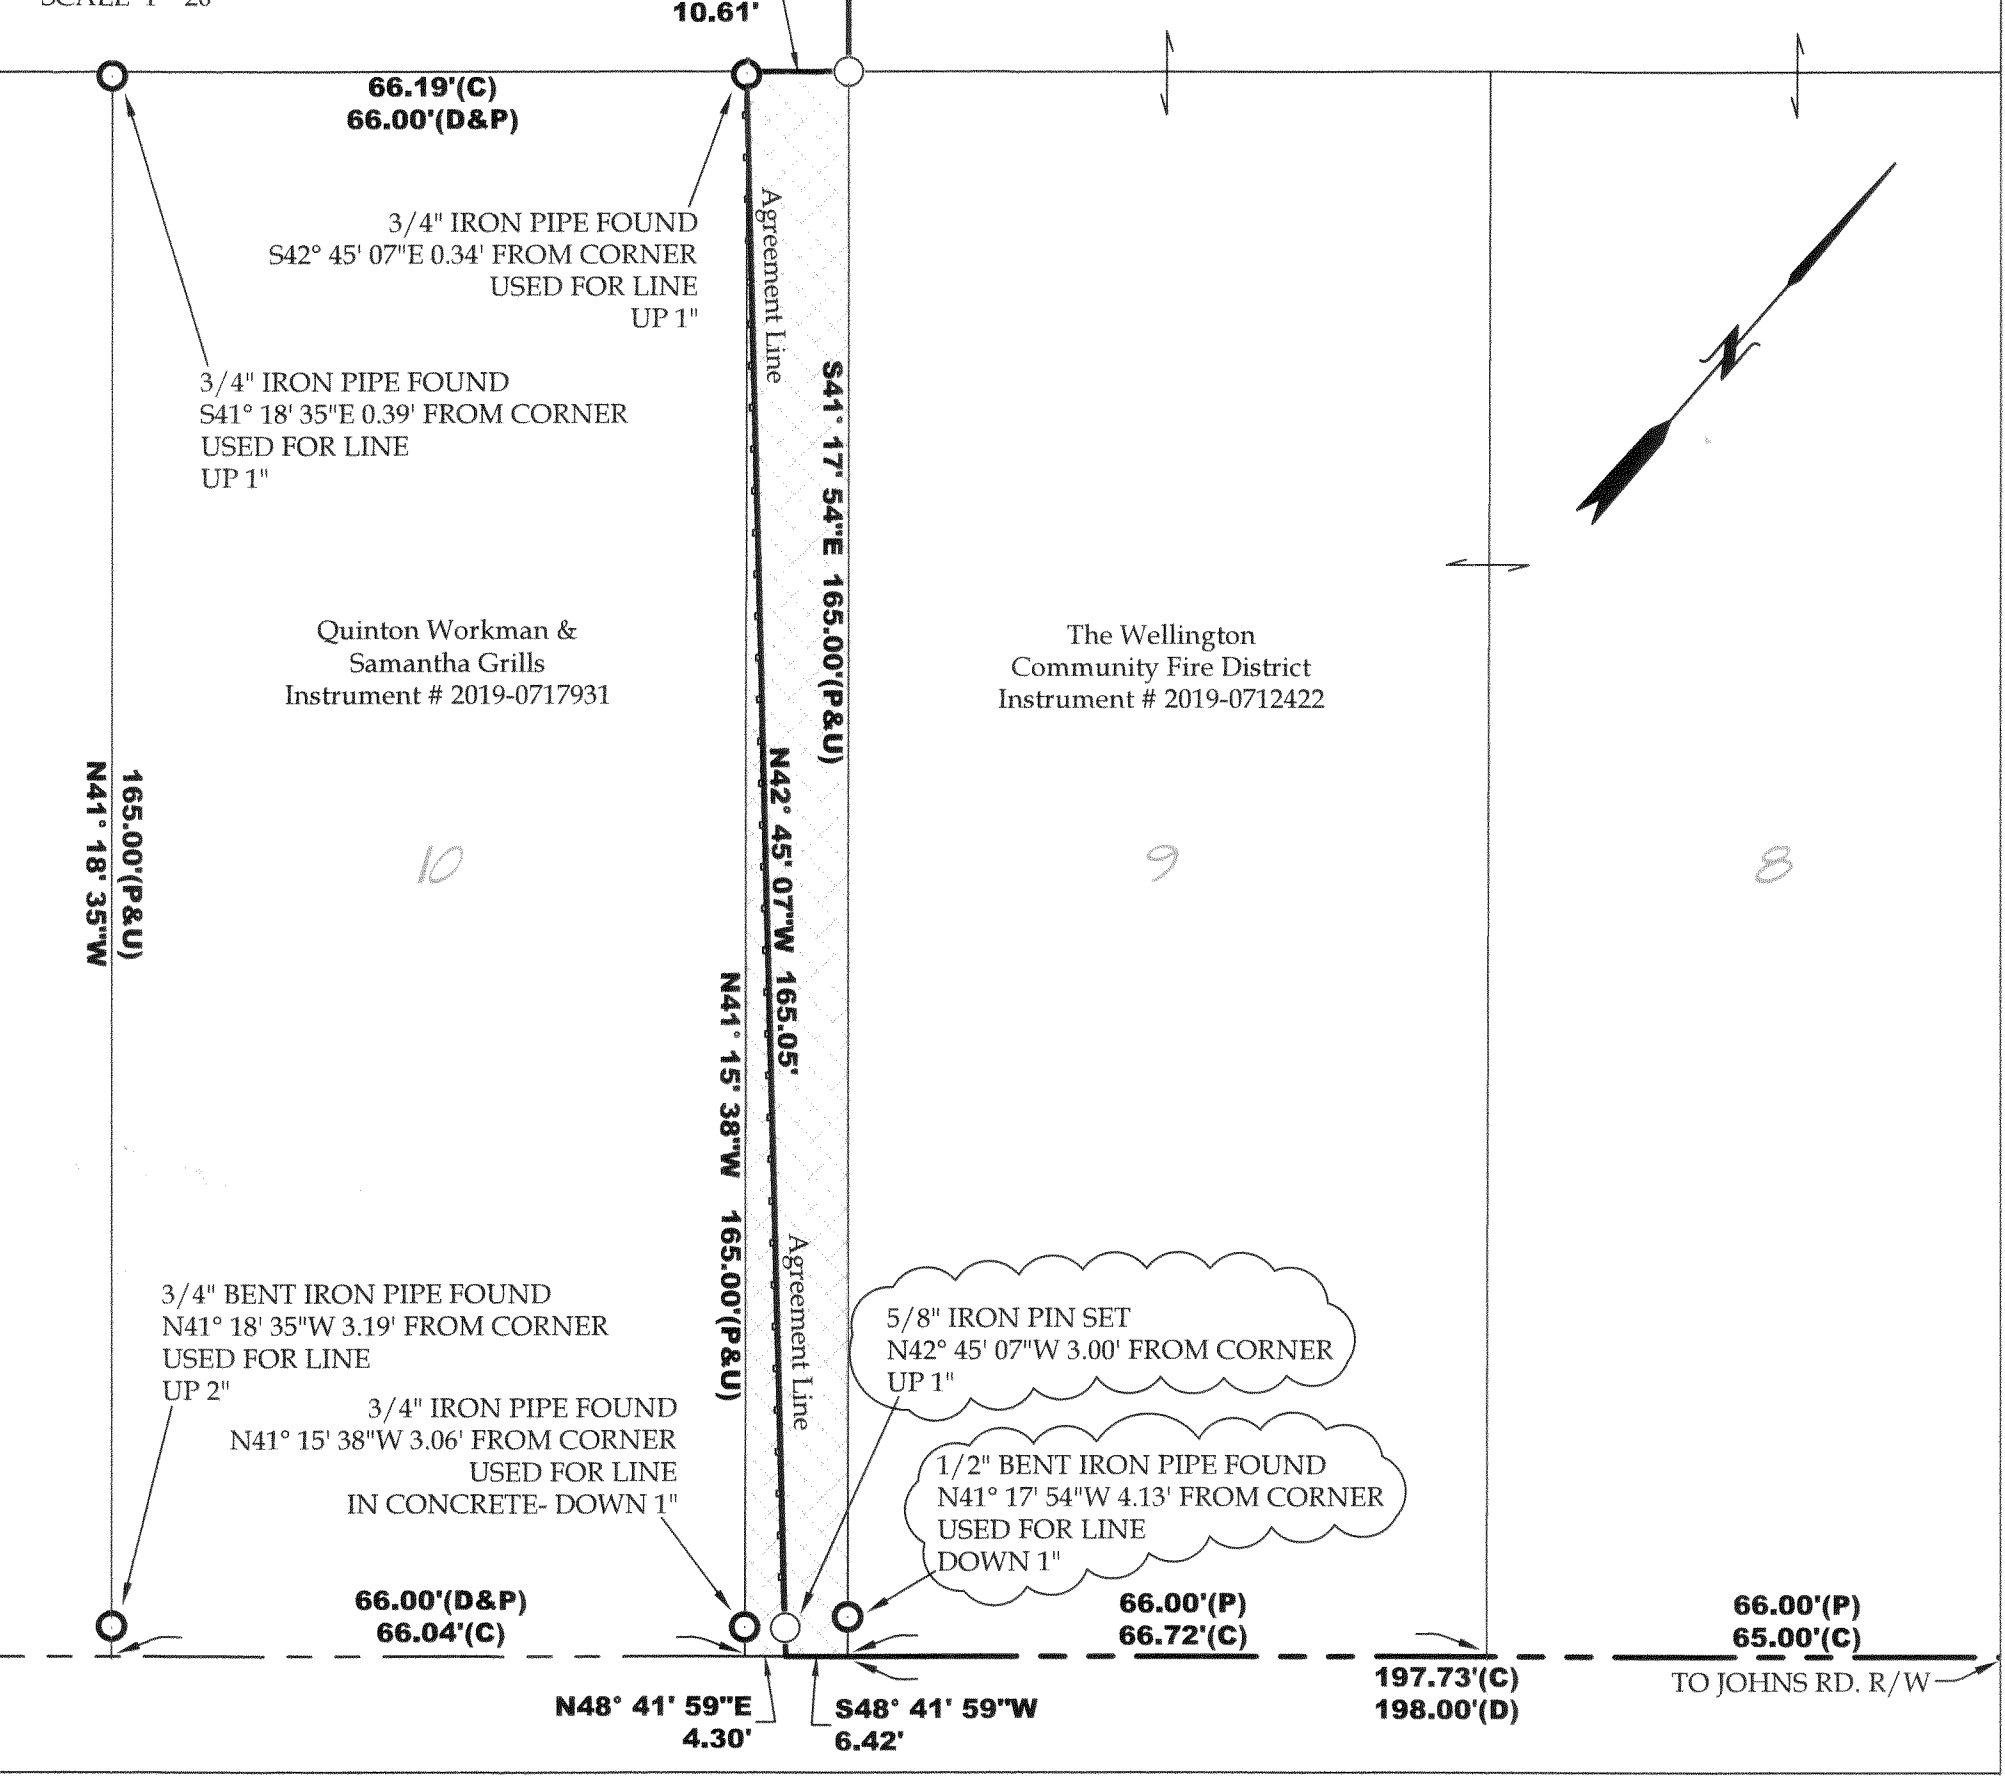 10.61'
66.19'(C)
66.00'(D&P)
3/4" IRON PIPE FOUND
S42° 45' 07"E 0.34' FROM CORNER
USED FOR LINE
UP 1"
3/4" IRON PIPE FOUND
S41° 18' 35"E 0.39' FROM CORNER
USED FOR LINE
UP 1"
Agreement Line
S41° 17' 54"E 165.00'(P&U)
N
Quinton Workman &
Samantha Grills
Instrument # 2019-0717931
The Wellington
Community Fire District
Instrument # 2019-0712422
165.00'(P&U)
N41° 18' 35"W
10
N42° 45' 07"W 165.05'
9
8
N41° 15' 38"W 165.00'(P&U)
Agreement Line
3/4" BENT IRON PIPE FOUND
N41° 18' 35"W 3.19' FROM CORNER
USED FOR LINE
UP 2"
3/4" IRON PIPE FOUND
N41° 15' 38"W 3.06' FROM CORNER
USED FOR LINE
IN CONCRETE- DOWN 1"
5/8" IRON PIN SET
N42° 45' 07"W 3.00' FROM CORNER
UP 1"
1/2" BENT IRON PIPE FOUND
N41° 17' 54"W 4.13' FROM CORNER
USED FOR LINE
DOWN 1"
66.00'(D&P)
66.04'(C)
66.00'(P)
66.72'(C)
66.00'(P)
65.00'(C)
197.73'(C)
198.00'(D)
TO JOHNS RD. R/W
N48° 41' 59"E
4.30'
S48° 41' 59"W
6.42'